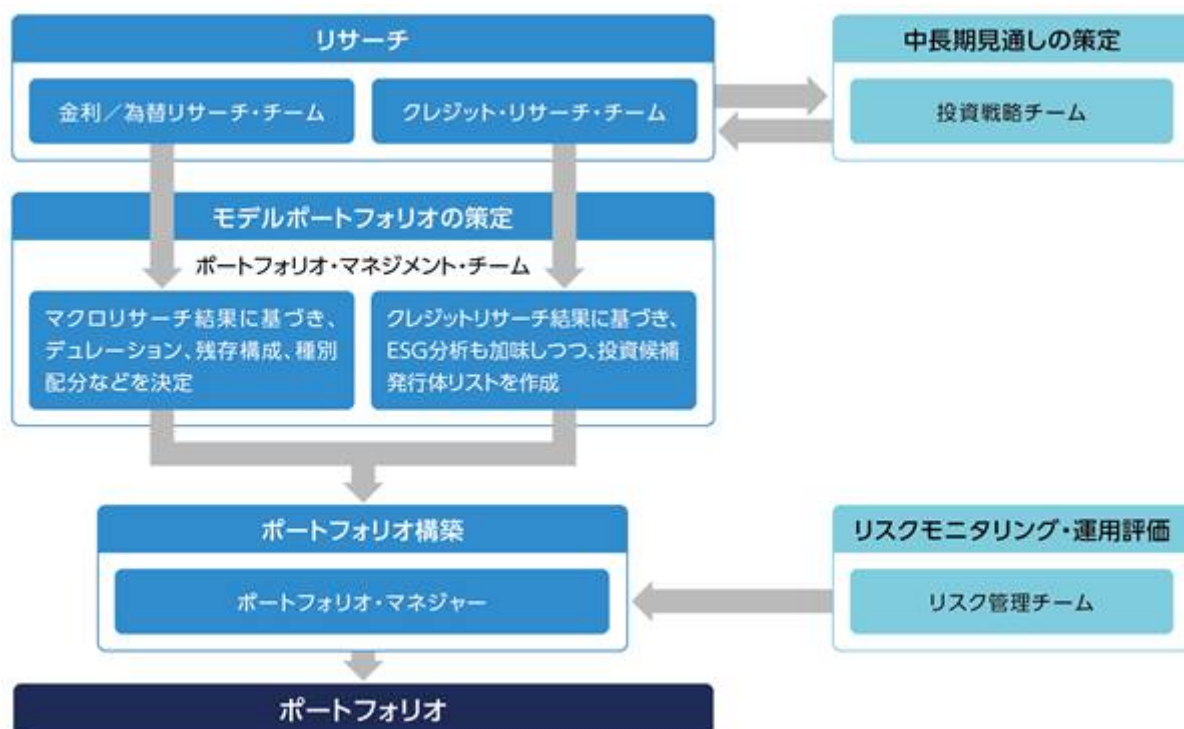 リサーチ
金利／為替リサーチ・チーム
クレジット・リサーチ・チーム
中長期見通しの策定
投資戦略チーム
モデルポートフォリオの策定
ポートフォリオ・マネジメント・チーム
マクロリサーチ結果に基づき、
デュレーション、残存構成、種別
配分などを決定
クレジットリサーチ結果に基づき、
ESG分析も加味しつつ、投資候補
発行体リストを作成
ポートフォリオ構築
ポートフォリオ・マネジャー
リスクモニタリング・運用評価
リスク管理チーム
ポートフォリオ